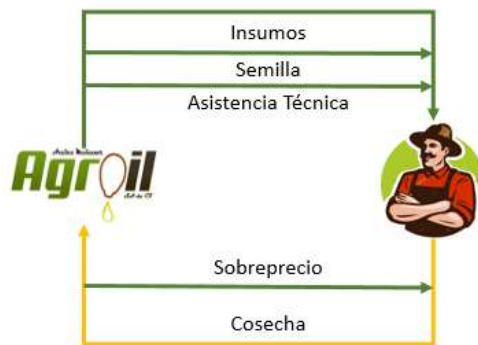 Insumos
Semilla
Asistencia Técnica
Agroil
Sobreprecio
Cosecha